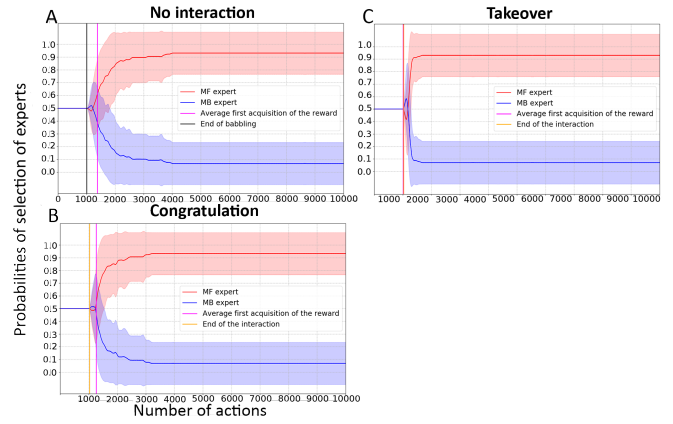 A No interaction
1.0
0.9
0.8
0.7
0.6
0.5
0.4
0.3
0.2
0.1
0.0
MF expert
MB expert
Average first acquisition of the reward
End of babbling
0 1000 2000 3000 4000 5000 6000 7000 8000 9000 10000
C Takeover
1.0
0.9
0.8
0.7
0.6
0.5
0.4
0.3
0.2
0.1
0.0
MF expert
MB expert
Average first acquisition of the reward
End of the interaction
1000 2000 3000 4000 5000 6000 7000 8000 9000 10000
B Congratulation
1.0
0.9
0.8
0.7
0.6
0.5
0.4
0.3
0.2
0.1
0.0
MF expert
MB expert
Average first acquisition of the reward
End of the interaction
1000 2000 3000 4000 5000 6000 7000 8000 9000 10000
Number of actions
Probabilities of selection of experts